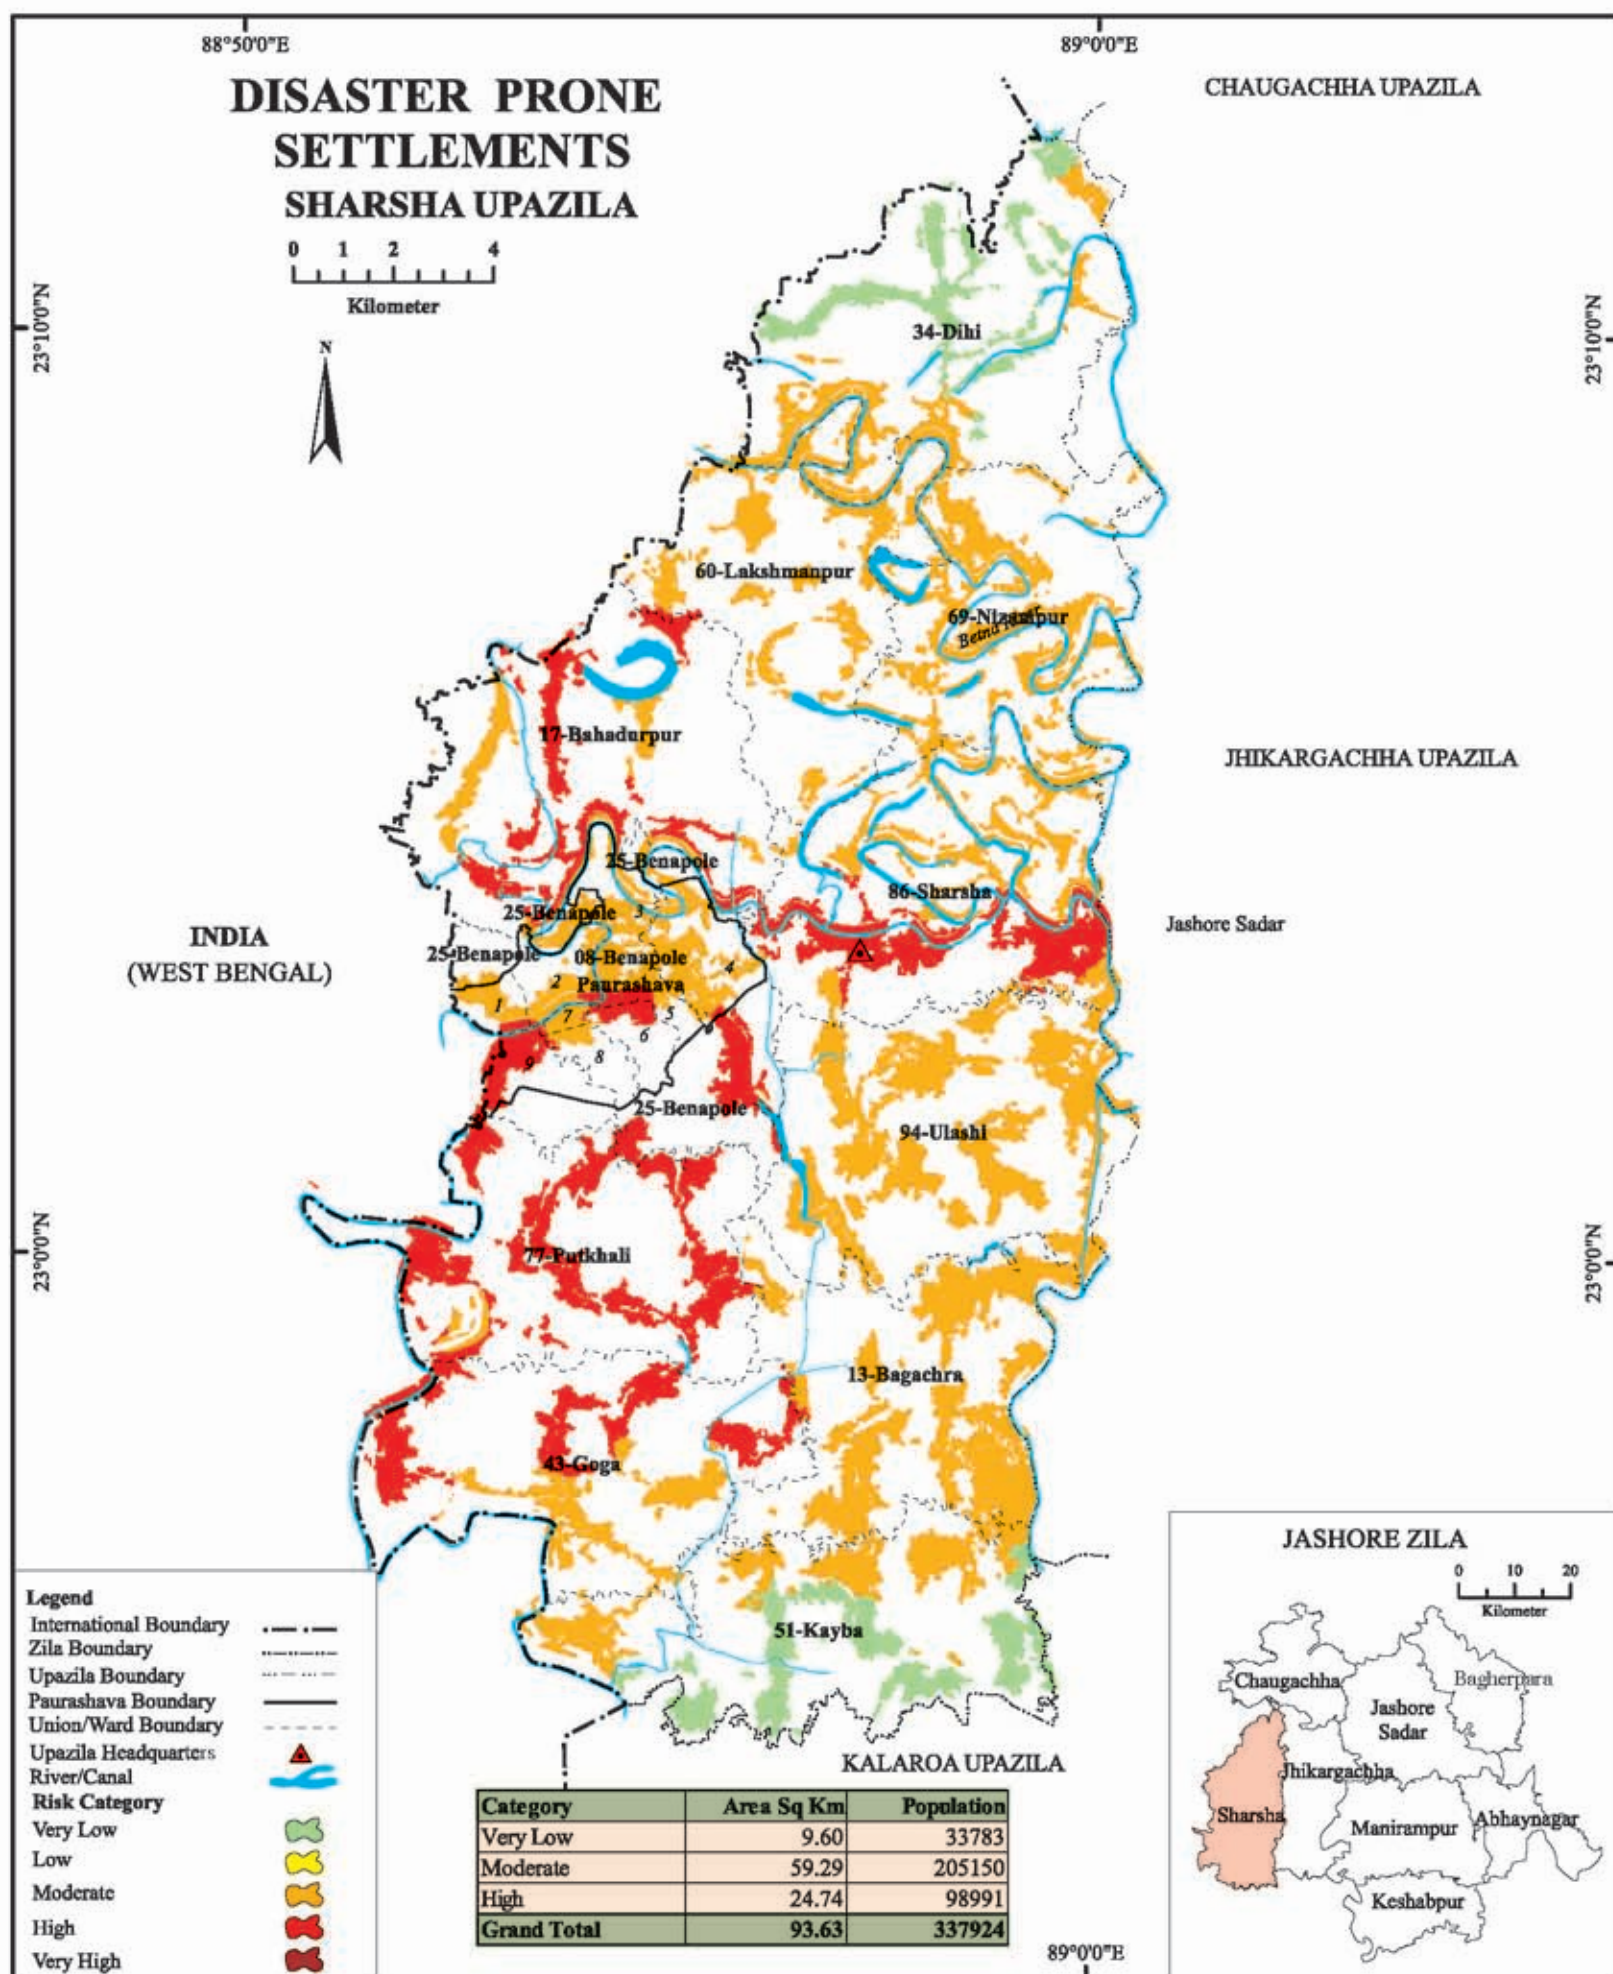 88°50'0"E
89°0'0"E
DISASTER PRONE
SETTLEMENTS
SHARSHA UPAZILA
0 1 2 4
Kilometer
N
CHAUGACHHA UPAZILA
23°10'0"N
23°10'0"N
34-Dihi
60-Lakshmanpur
69-Nizampur
Betna River
17-Bahadurpur
JHIKARGACHHA UPAZILA
25-Benapole
86-Sharsha
25-Benapole
3
Jashore Sadar
INDIA
(WEST BENGAL)
25-Benapole
08-Benapole
Paurashava
4
2
1
7
5
6
8
9
25-Benapole
94-Ulashi
23°0'0"N
23°0'0"N
77-Putkhali
13-Bagachra
43-Goga
51-Kayba
KALAROA UPAZILA
Legend
International Boundary
Zila Boundary
Upazila Boundary
Paurashava Boundary
Union/Ward Boundary
Upazila Headquarters
River/Canal
Risk Category
Very Low
Low
Moderate
High
Very High
Category Area Sq Km Population
Very Low 9.60 33783
Moderate 59.29 205150
High 24.74 98991
Grand Total 93.63 337924
89°0'0"E
JASHORE ZILA
0 10 20
Kilometer
Chaugachha
Bagherpara
Jashore
Sadar
Jhikargachha
Sharsha
Manirampur
Abhaynagar
Keshabpur